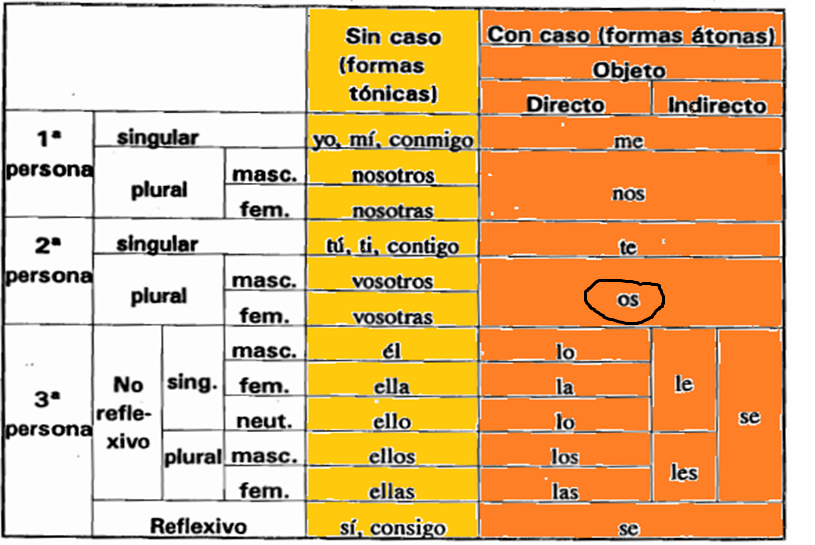 Sin caso
(formas
tónicas)
Con caso (formas átonas)
Objeto
Directo Indirecto
1ª
persona
singular yo, mí, conmigo me
plural masc. nosotros nos
fem. nosotras
2ª
persona
singular tú, ti, contigo te
plural masc. vosotros os
fem. vosotras
3ª
persona
No
refle-
xivo
sing. masc. él lo le se
fem. ella la
neut. ello lo
plural masc. ellos los les
fem. ellas las
Reflexivo sí, consigo se